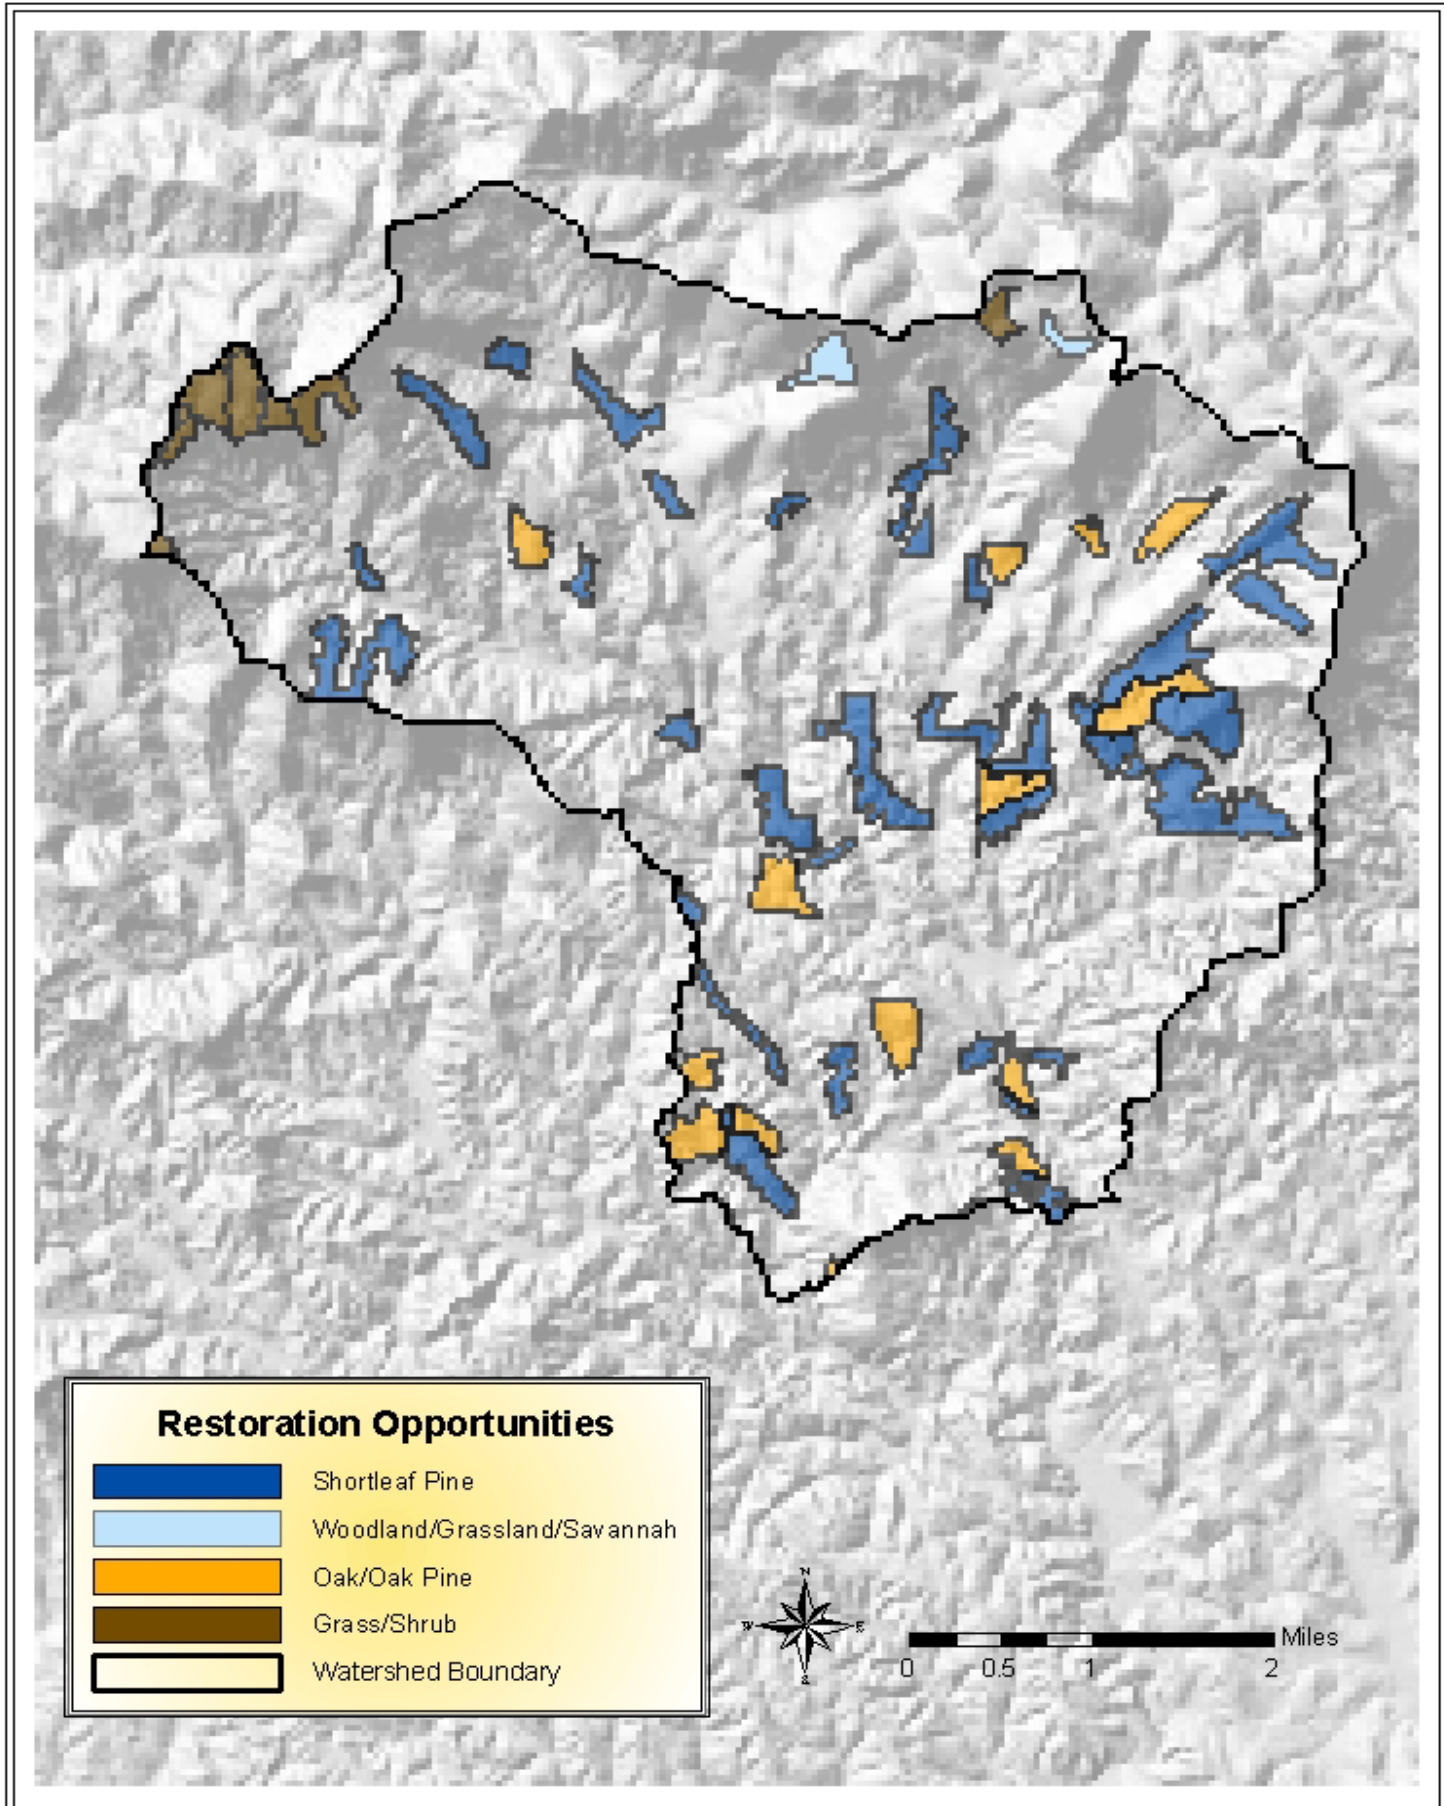 Restoration Opportunities
Shortleaf Pine
Woodland/Grassland/Savannah
Oak/Oak Pine
Grass/Shrub
Watershed Boundary
N
W E
S
Miles
0 0.5 1 2